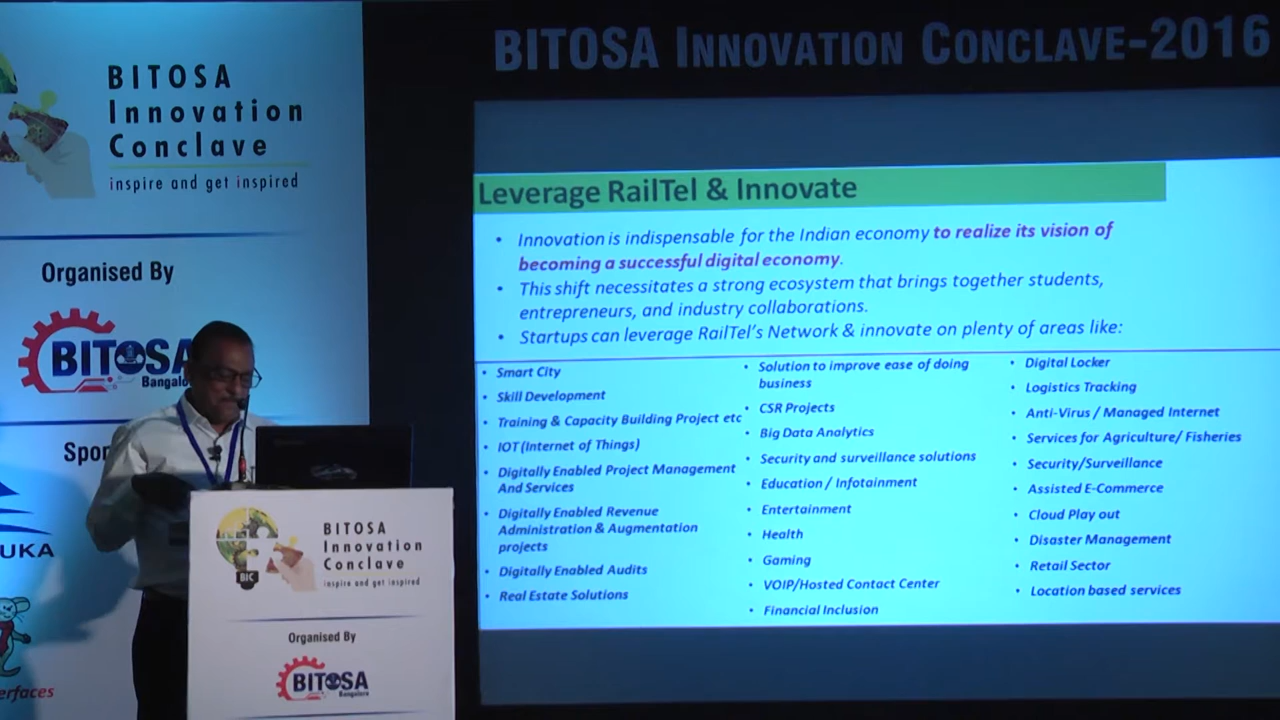 BITOSA INNOVATION CONCLAVE-2016
BITOSA
Innovation
Conclave
inspire and get inspired
Organised By
BITOSA
Bangalo
Spon
UKA
erfaces
Leverage RailTel & Innovate
• Innovation is indispensable for the Indian economy to realize its vision of
becoming a successful digital economy.
• This shift necessitates a strong ecosystem that brings together students,
entrepreneurs, and industry collaborations.
• Startups can leverage RailTel's Network & innovate on plenty of areas like:
• Smart City
• Skill Development
• Training & Capacity Building Project etc
• IOT (Internet of Things)
• Digitally Enabled Project Management
And Services
• Digitally Enabled Revenue
Administration & Augmentation
projects
• Digitally Enabled Audits
• Real Estate Solutions
• Solution to improve ease of doing
business
• CSR Projects
• Big Data Analytics
• Security and surveillance solutions
• Education / Infotainment
• Entertainment
• Health
• Gaming
• VOIP/Hosted Contact Center
• Financial Inclusion
• Digital Locker
• Logistics Tracking
• Anti-Virus / Managed Internet
• Services for Agriculture/ Fisheries
• Security/Surveillance
• Assisted E-Commerce
• Cloud Play out
• Disaster Management
• Retail Sector
• Location based services
BIC
BITOSA
Innovation
Conclave
inspire and get inspired
Organised By
BITOSA
Bangalore